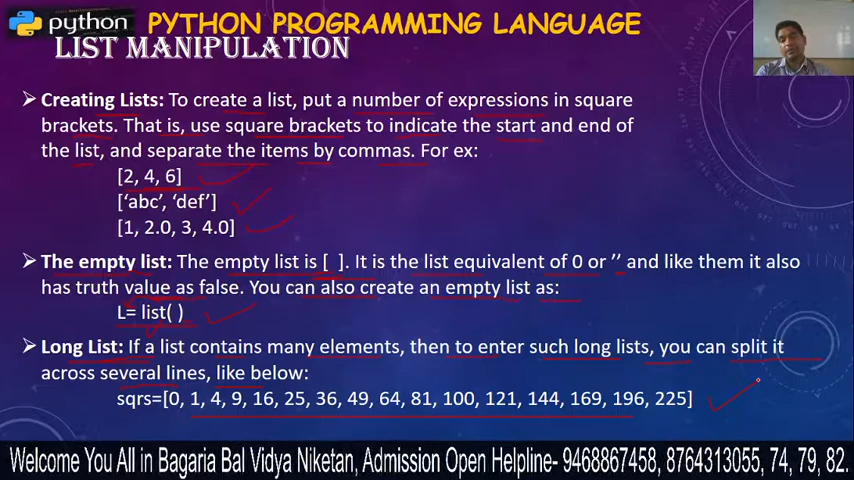 python
PYTHON PROGRAMMING LANGUAGE
LIST MANIPULATION
Creating Lists: To create a list, put a number of expressions in square
brackets. That is, use square brackets to indicate the start and end of
the list, and separate the items by commas. For ex:
[2, 4, 6]
[‘abc’, ‘def’]
[1, 2.0, 3, 4.0]
The empty list: The empty list is [ ]. It is the list equivalent of 0 or ’’ and like them it also
has truth value as false. You can also create an empty list as:
L= list( )
Long List: If a list contains many elements, then to enter such long lists, you can split it
across several lines, like below:
sqrs=[0, 1, 4, 9, 16, 25, 36, 49, 64, 81, 100, 121, 144, 169, 196, 225]
Welcome You All in Bagaria Bal Vidya Niketan, Admission Open Helpline- 9468867458, 8764313055, 74, 79, 82.